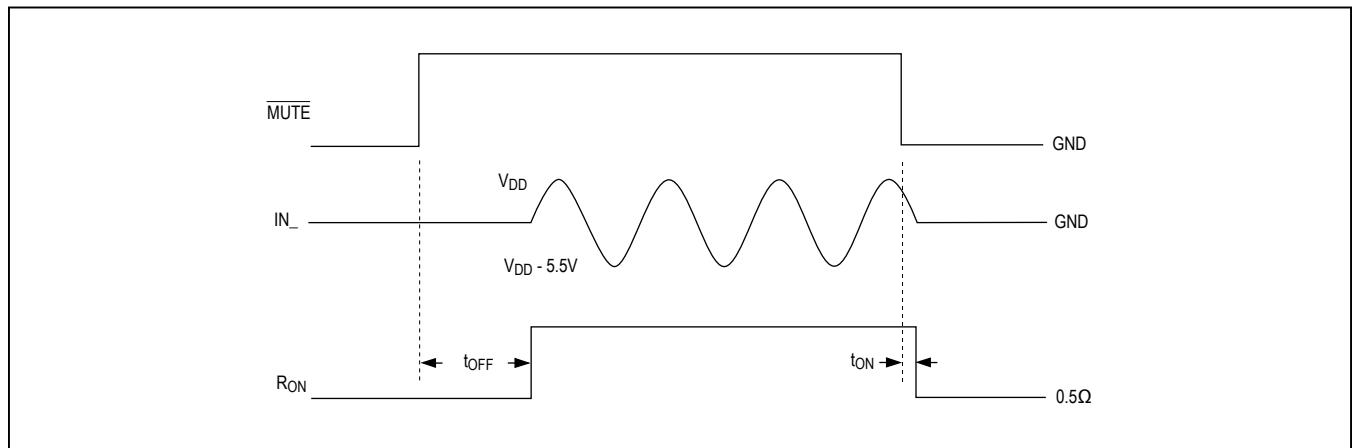 MUTE
GND
VDD
IN_
GND
VDD - 5.5V
tOFF
tON
RON
0.5Ω